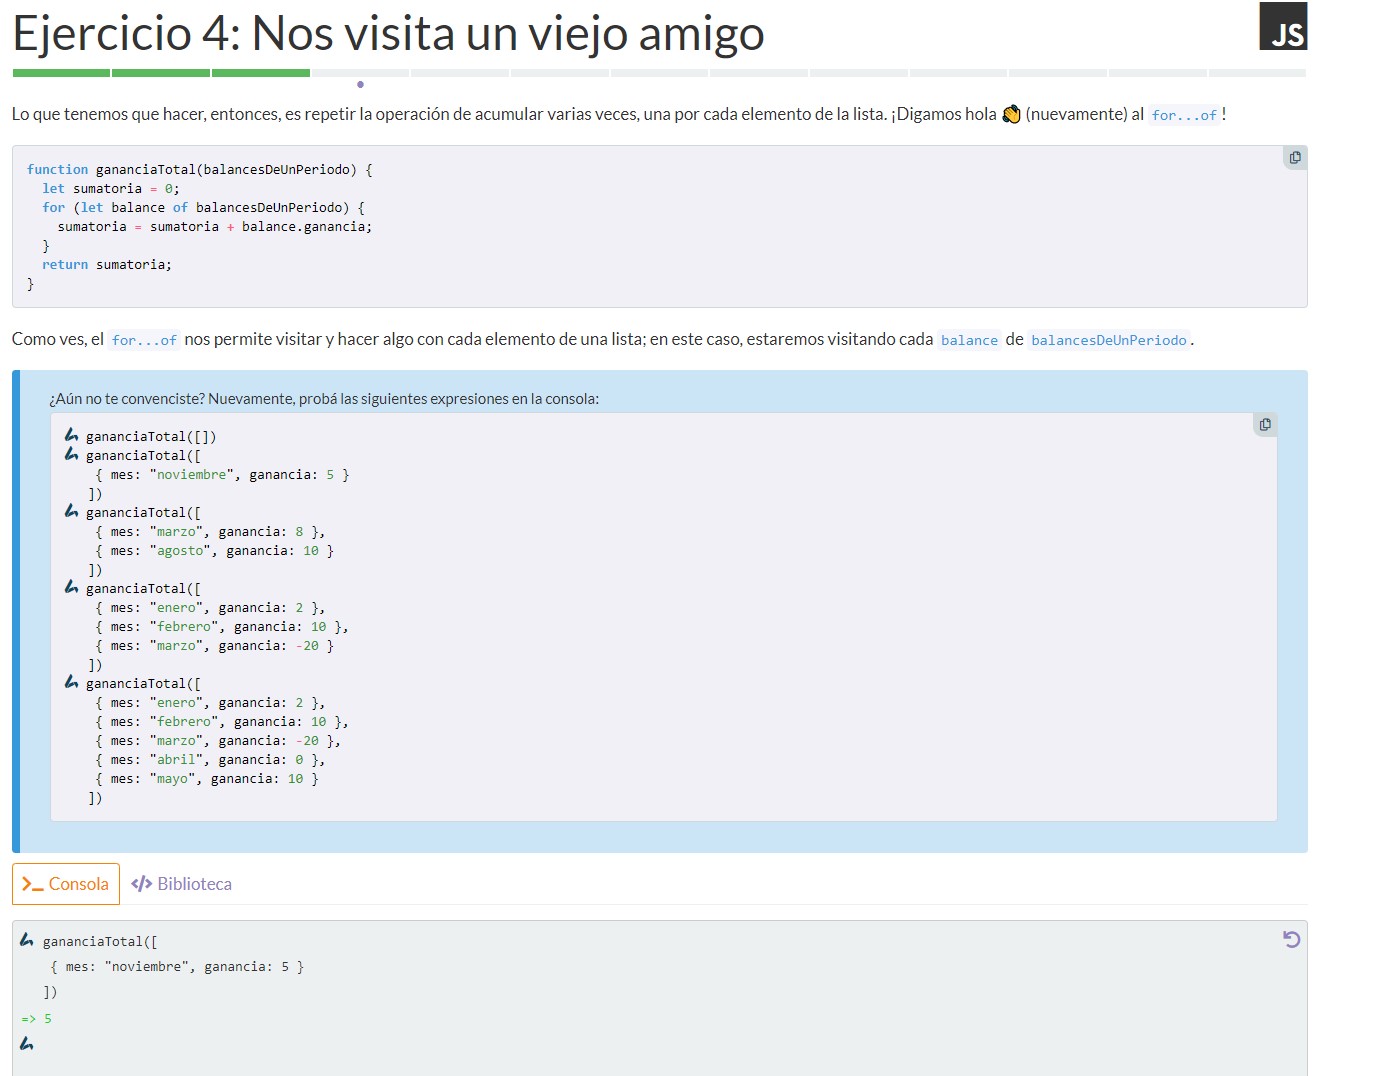 Ejercicio 4: Nos visita un viejo amigo
JS
Lo que tenemos que hacer, entonces, es repetir la operación de acumular varias veces, una por cada elemento de la lista. ¡Digamos hola 👏 (nuevamente) al for...of !
function gananciaTotal(balancesDeUnPeriodo) {
  let sumatoria = 0;
  for (let balance of balancesDeUnPeriodo) {
    sumatoria = sumatoria + balance.ganancia;
  }
  return sumatoria;
}
Como ves, el for...of nos permite visitar y hacer algo con cada elemento de una lista; en este caso, estaremos visitando cada balance de balancesDeUnPeriodo.
¿Aún no te convenciste? Nuevamente, probá las siguientes expresiones en la consola:
gananciaTotal([])
gananciaTotal([
  { mes: "noviembre", ganancia: 5 }
])
gananciaTotal([
  { mes: "marzo", ganancia: 8 },
  { mes: "agosto", ganancia: 10 }
])
gananciaTotal([
  { mes: "enero", ganancia: 2 },
  { mes: "febrero", ganancia: 10 },
  { mes: "marzo", ganancia: -20 }
])
gananciaTotal([
  { mes: "enero", ganancia: 2 },
  { mes: "febrero", ganancia: 10 },
  { mes: "marzo", ganancia: -20 },
  { mes: "abril", ganancia: 0 },
  { mes: "mayo", ganancia: 10 }
])
>_ Consola </> Biblioteca
gananciaTotal([
  { mes: "noviembre", ganancia: 5 }
])
=> 5